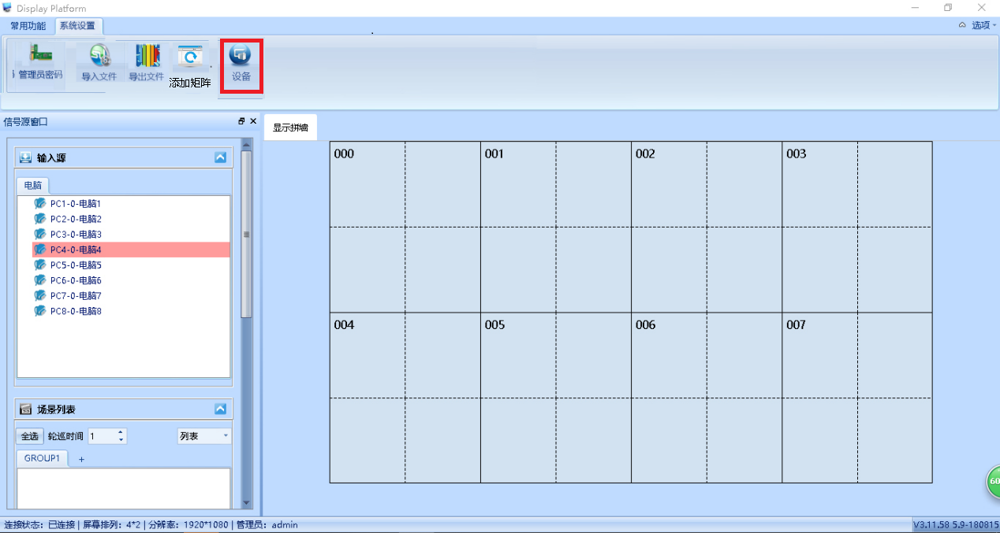 Display Platform
常用功能 系统设置
选项
管理员密码 导入文件 导出文件 添加矩阵 设备
信号源窗口
显示拼墙
输入源
电脑
PC1-0-电脑1
PC2-0-电脑2
PC3-0-电脑3
PC4-0-电脑4
PC5-0-电脑5
PC6-0-电脑6
PC7-0-电脑7
PC8-0-电脑8
场景列表
全选 轮巡时间 1 列表
GROUP1 +
000 001 002 003
004 005 006 007
60
连接状态: 已连接 | 屏幕排列: 4*2 | 分辨率: 1920*1080 | 管理员: admin
V3.11.58 5.9-180815